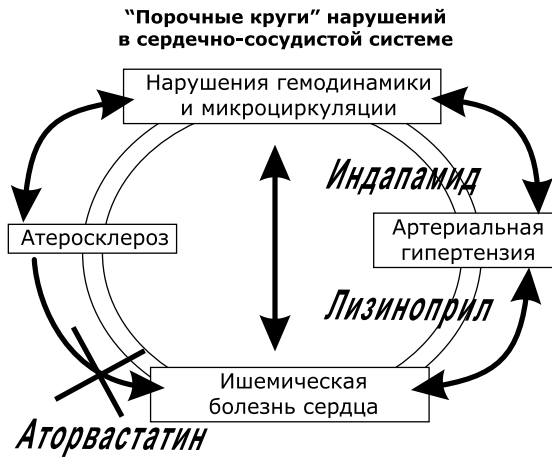 “Порочные круги” нарушений
в сердечно-сосудистой системе
Нарушения гемодинамики
и микроциркуляции
Индапамид
Атеросклероз
Артериальная
гипертензия
Лизиноприл
Ишемическая
болезнь сердца
Аторвастатин